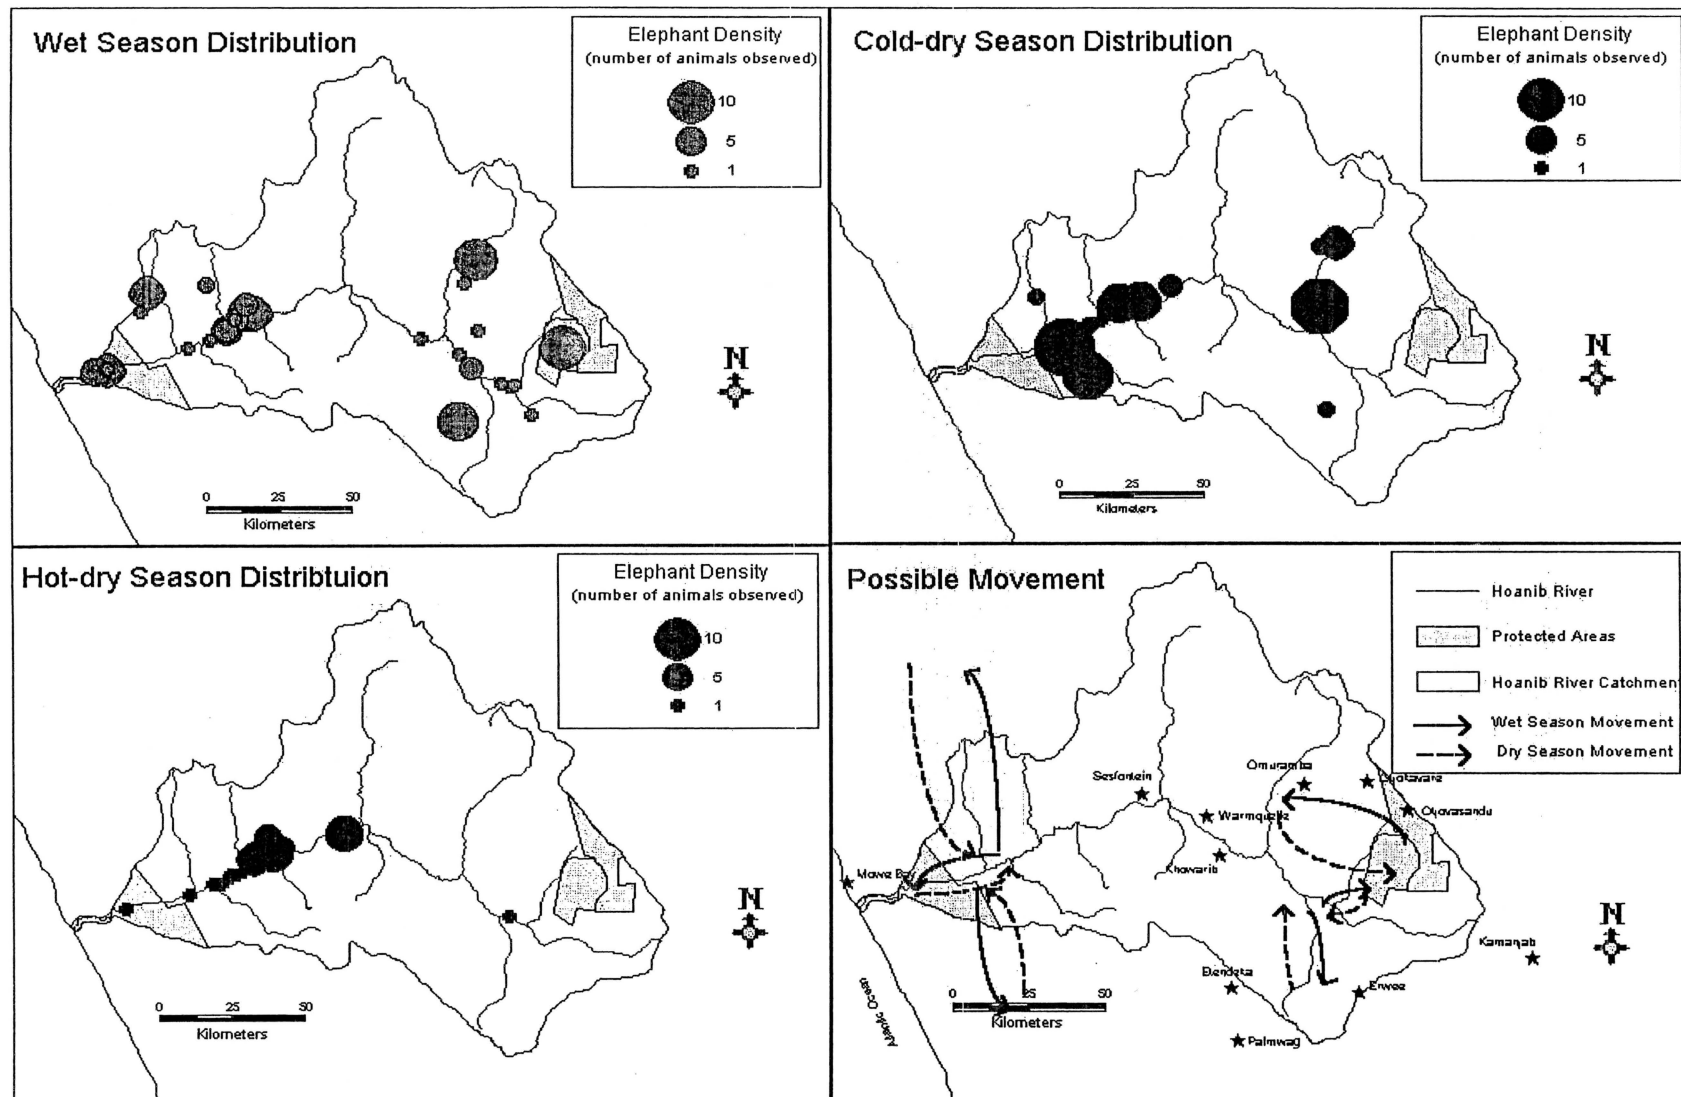 Wet Season Distribution
Elephant Density
(number of animals observed)
10
5
1
N
0 25 50
Kilometers
Cold-dry Season Distribution
Elephant Density
(number of animals observed)
10
5
1
N
0 25 50
Kilometers
Hot-dry Season Distribtuion
Elephant Density
(number of animals observed)
10
5
1
N
0 25 50
Kilometers
Possible Movement
Hoanib River
Protected Areas
Hoanib River Catchment
Wet Season Movement
Dry Season Movement
Sesfontein
Omuramba
Otjovasandu
Warmquelle
Khowarib
Mowe B
N
Kamanjab
Etendeka
Erwee
0 25 50
Kilometers
Palmwag
Atlantic Ocean